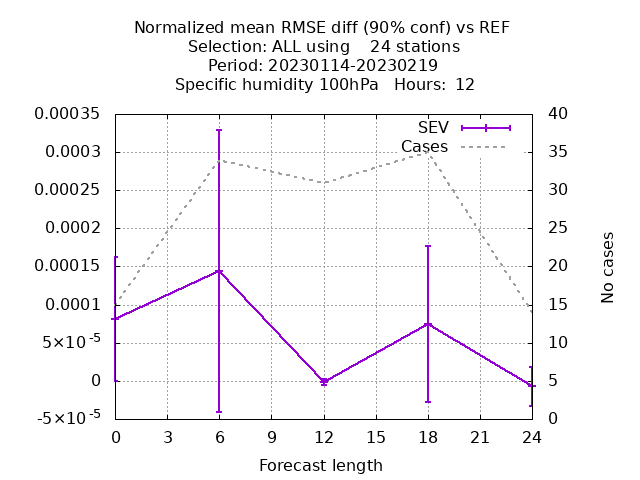 Normalized mean RMSE diff (90% conf) vs REF
Selection: ALL using    24 stations
Period: 20230114-20230219
Specific humidity 100hPa   Hours:  12
0.00035
0.0003
0.00025
0.0002
0.00015
0.0001
5×10⁻⁵
0
-5×10⁻⁵
SEV
Cases
40
35
30
25
20
15
10
5
0
No cases
0 3 6 9 12 15 18 21 24
Forecast length